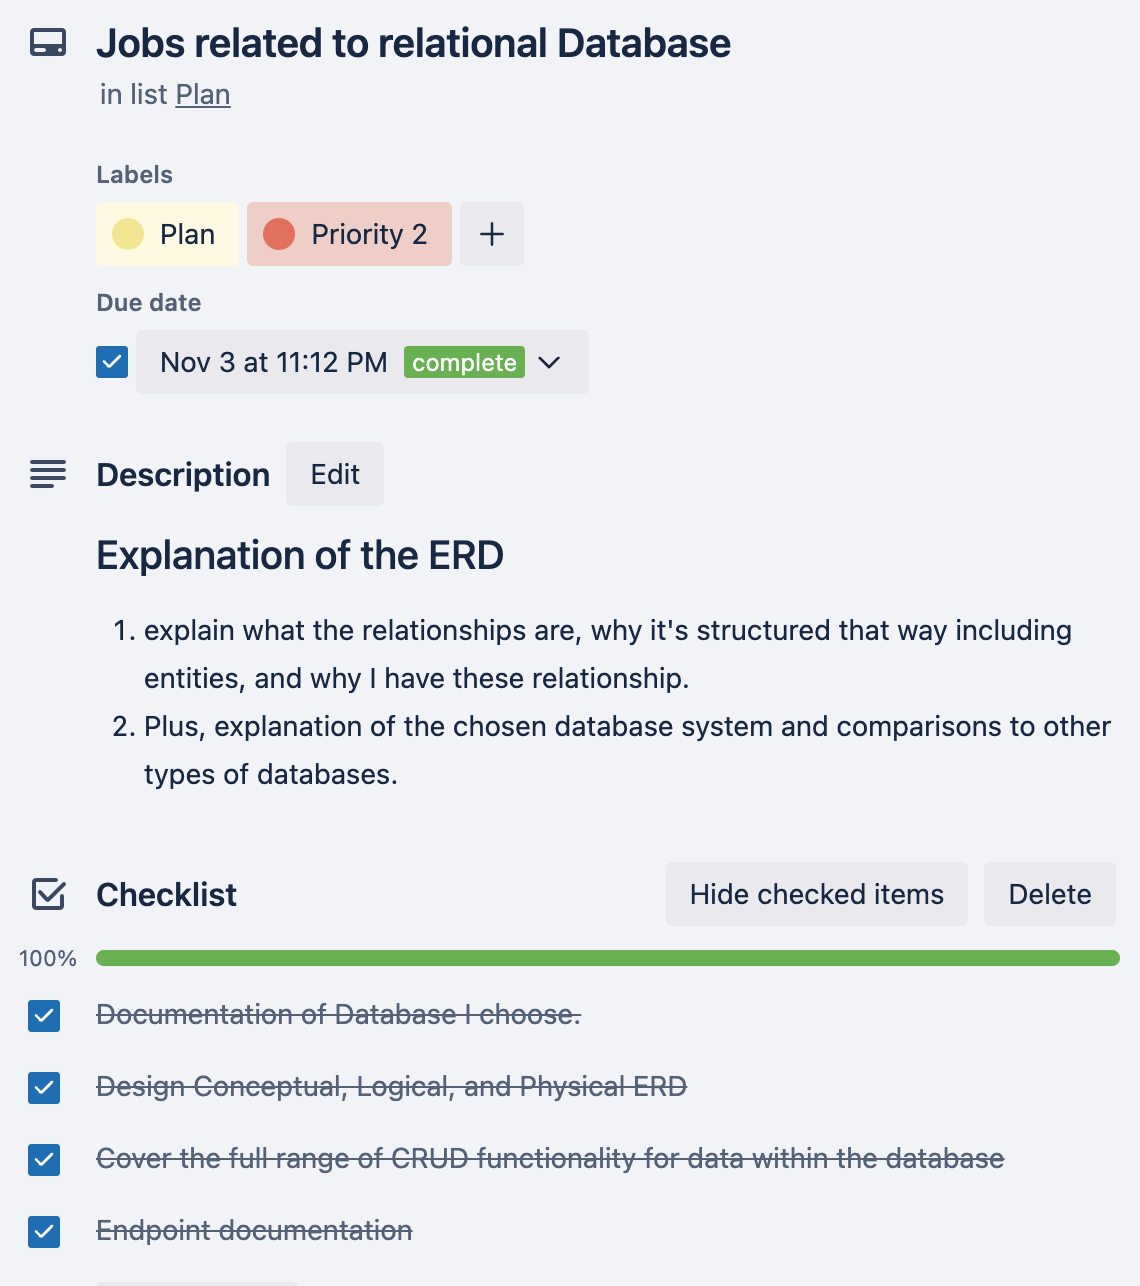 Jobs related to relational Database
in list Plan
Labels
Plan
Priority 2
Due date
Nov 3 at 11:12 PM complete
Description Edit
Explanation of the ERD
1. explain what the relationships are, why it's structured that way including
entities, and why I have these relationship.
2. Plus, explanation of the chosen database system and comparisons to other
types of databases.
Checklist Hide checked items Delete
100%
Documentation of Database I choose.
Design Conceptual, Logical, and Physical ERD
Cover the full range of CRUD functionality for data within the database
Endpoint documentation